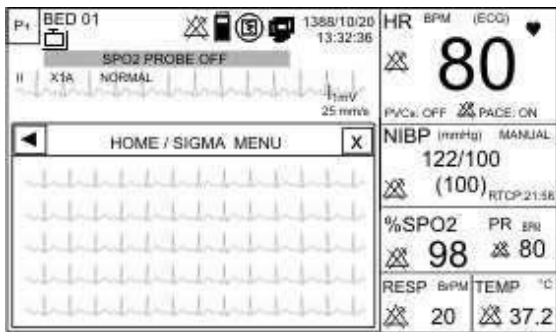 P1 BED 01 1388/10/20
13:32:36
SPO2 PROBE OFF
II X1A NORMAL
1mV
25 mm/s
HOME / SIGMA MENU X
HR BPM (ECG)
80
PVCs: OFF PACE: ON
NIBP (mmHg) MANUAL
122/100
(100) RTCP:21:56
%SPO2 PR BPM
98 80
RESP BrPM TEMP °C
20 37.2